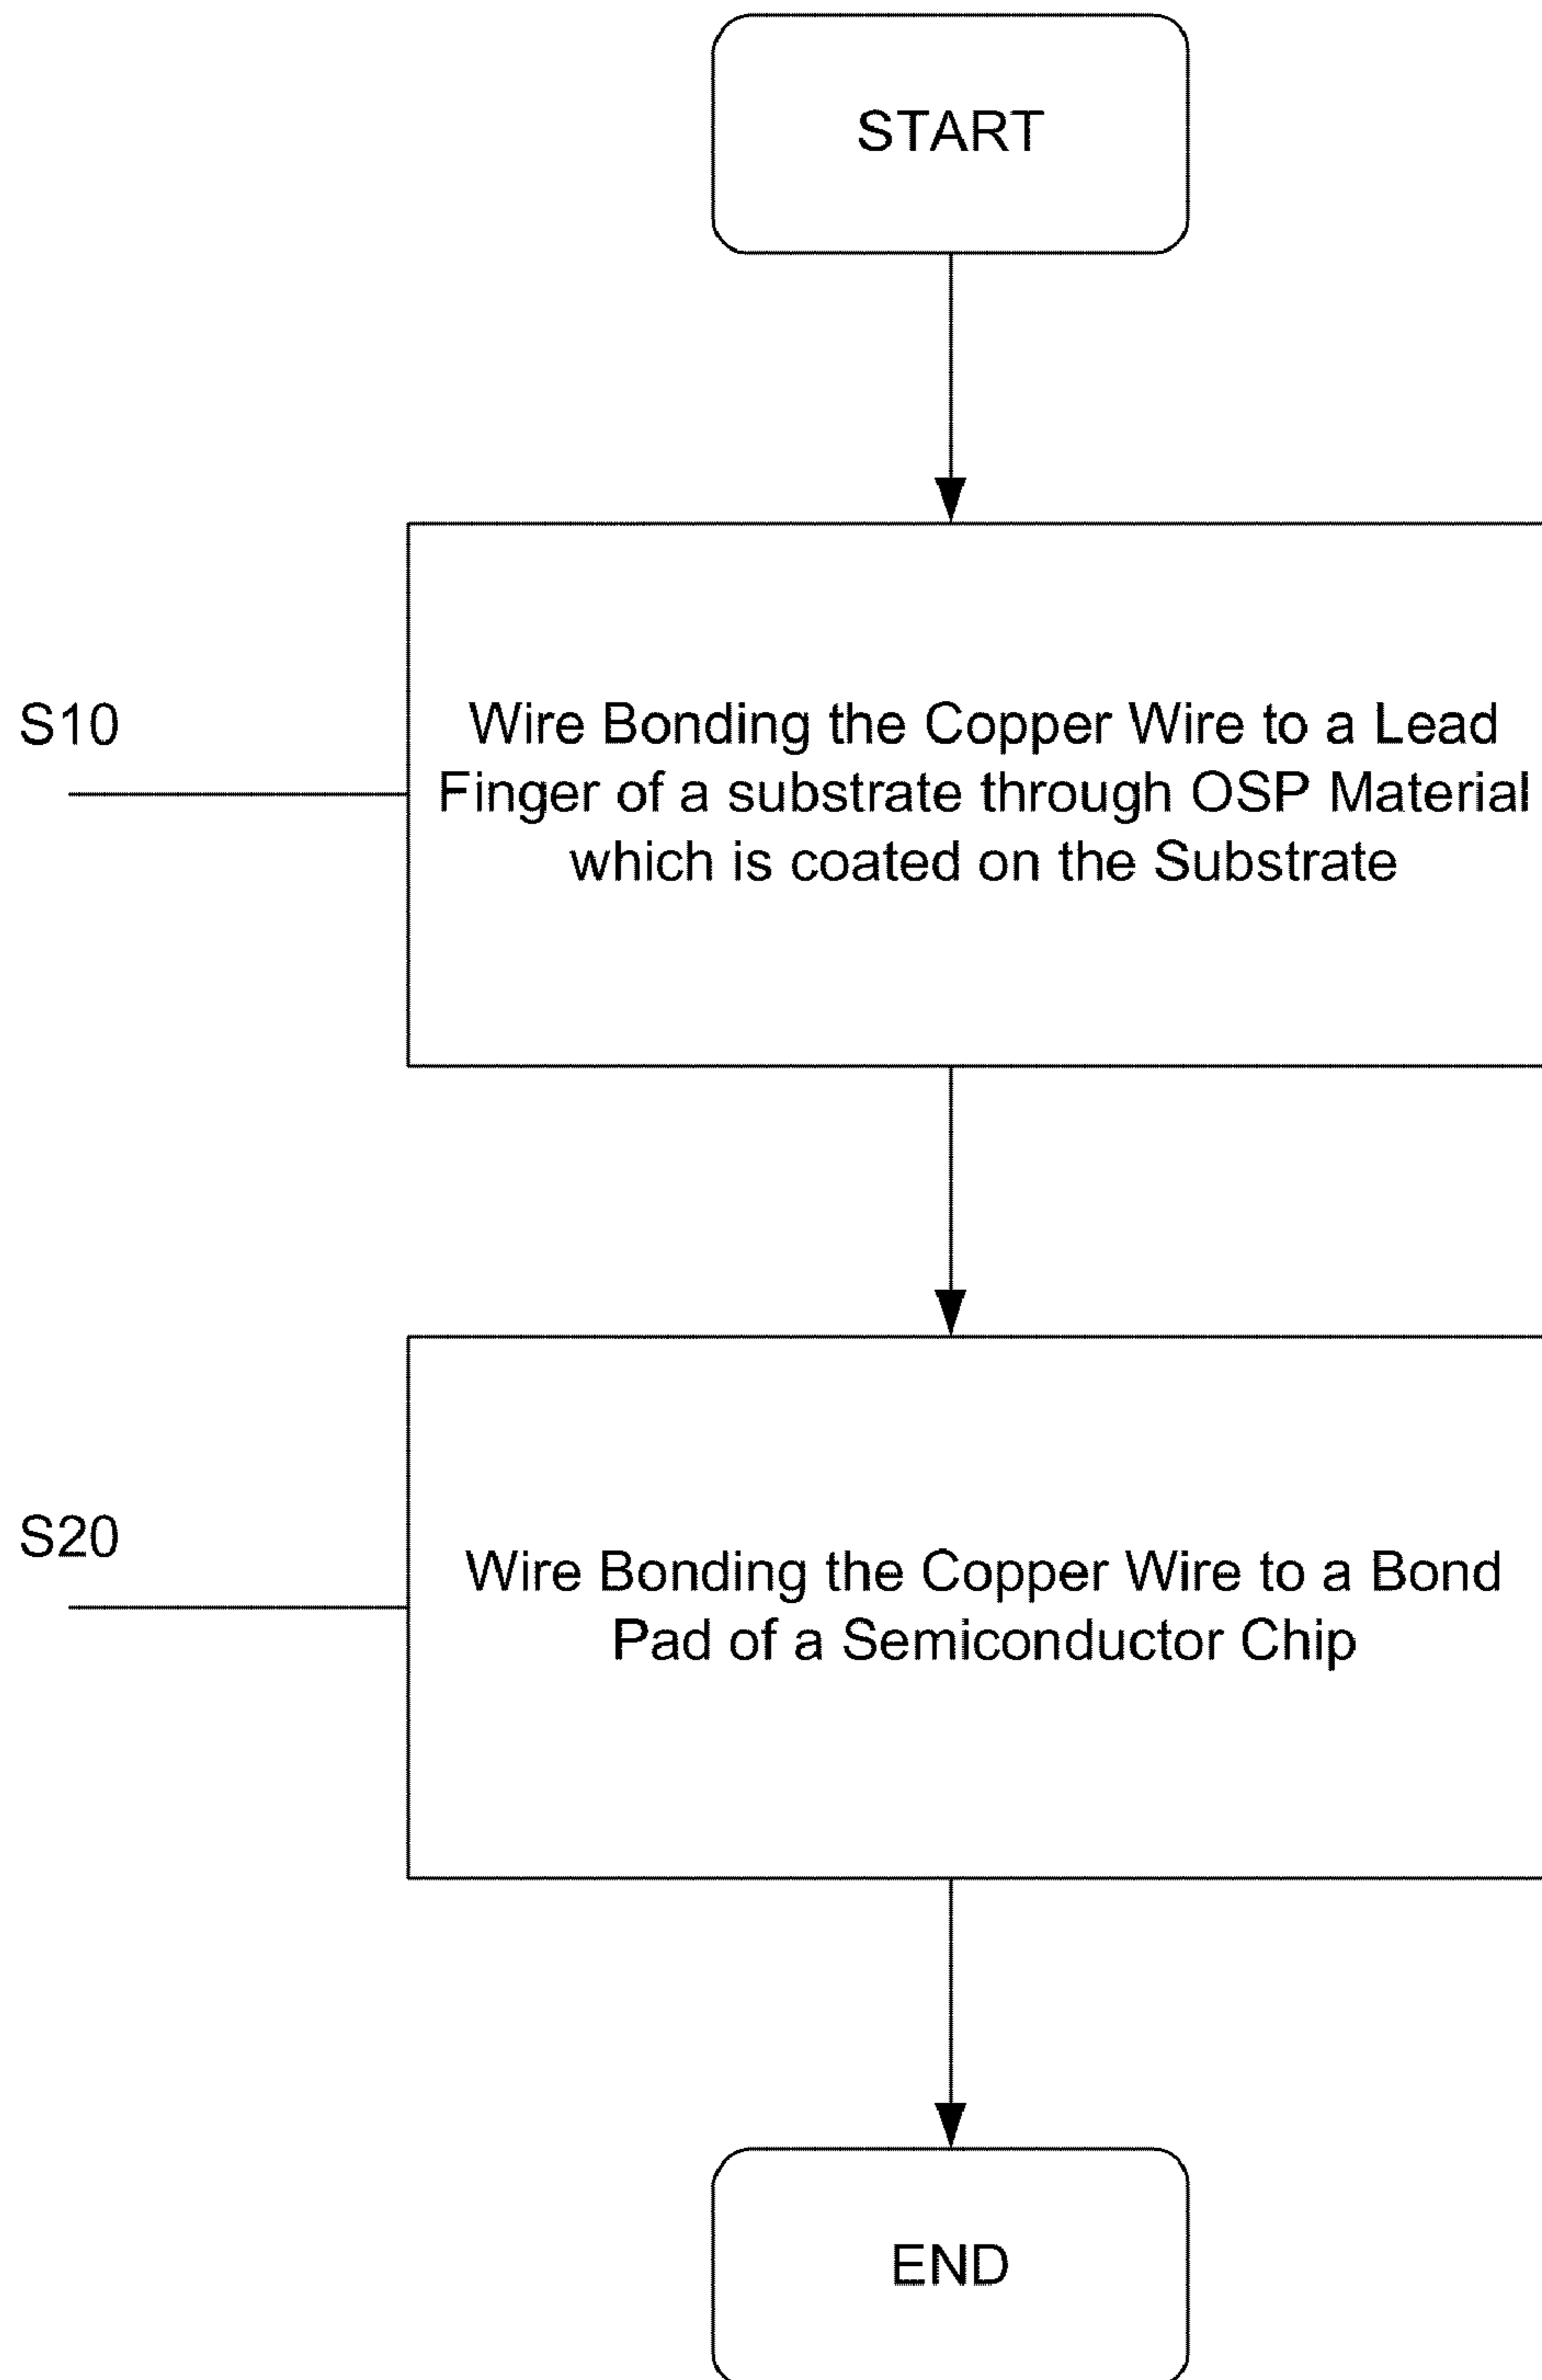 START
S10
Wire Bonding the Copper Wire to a Lead
Finger of a substrate through OSP Material
which is coated on the Substrate
S20
Wire Bonding the Copper Wire to a Bond
Pad of a Semiconductor Chip
END